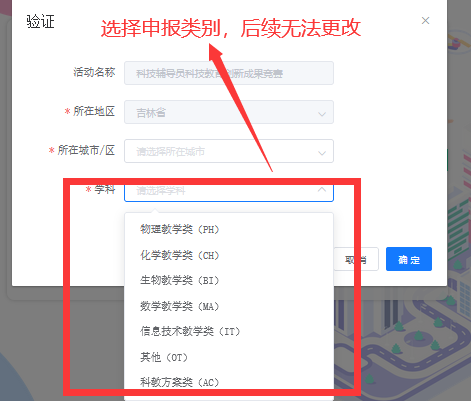 验证
选择申报类别，后续无法更改
活动名称 科技辅导员科技教育创新成果竞赛
* 所在地区 吉林省
* 所在城市/区 请选择所在城市
* 学科 请选择学科
物理教学类（PH）
化学教学类（CH）
生物教学类（BI）
取消 确 定
数学教学类（MA）
信息技术教学类（IT）
其他（OT）
科教方案类（AC）